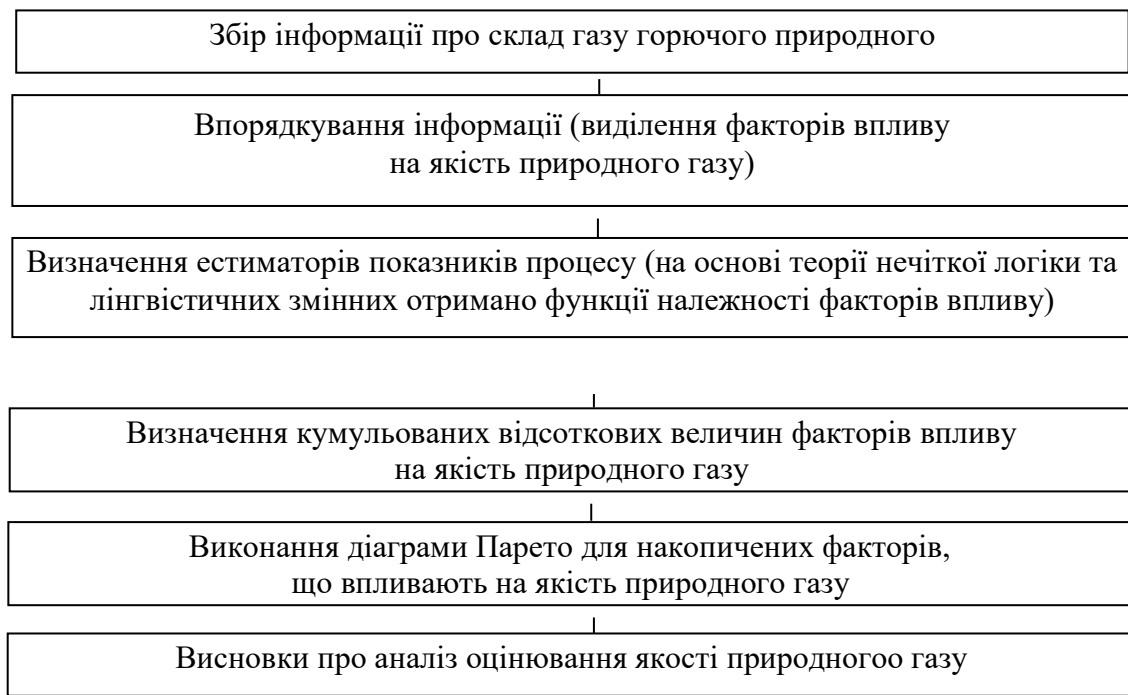 Збір інформації про склад газу горючого природного
Впорядкування інформації (виділення факторів впливу
на якість природного газу)
Визначення естиматорів показників процесу (на основі теорії нечіткої логіки та
лінгвістичних змінних отримано функції належності факторів впливу)
Визначення кумульованих відсоткових величин факторів впливу
на якість природного газу
Виконання діаграми Парето для накопичених факторів,
що впливають на якість природного газу
Висновки про аналіз оцінювання якості природногоо газу